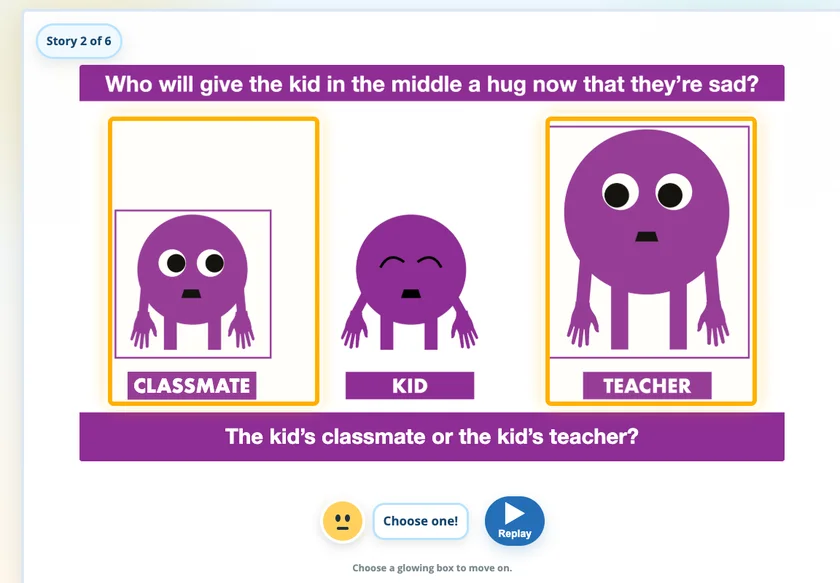 Story 2 of 6
Who will give the kid in the middle a hug now that they’re sad?
CLASSMATE
KID
TEACHER
The kid’s classmate or the kid’s teacher?
Choose one!
Replay
Choose a glowing box to move on.